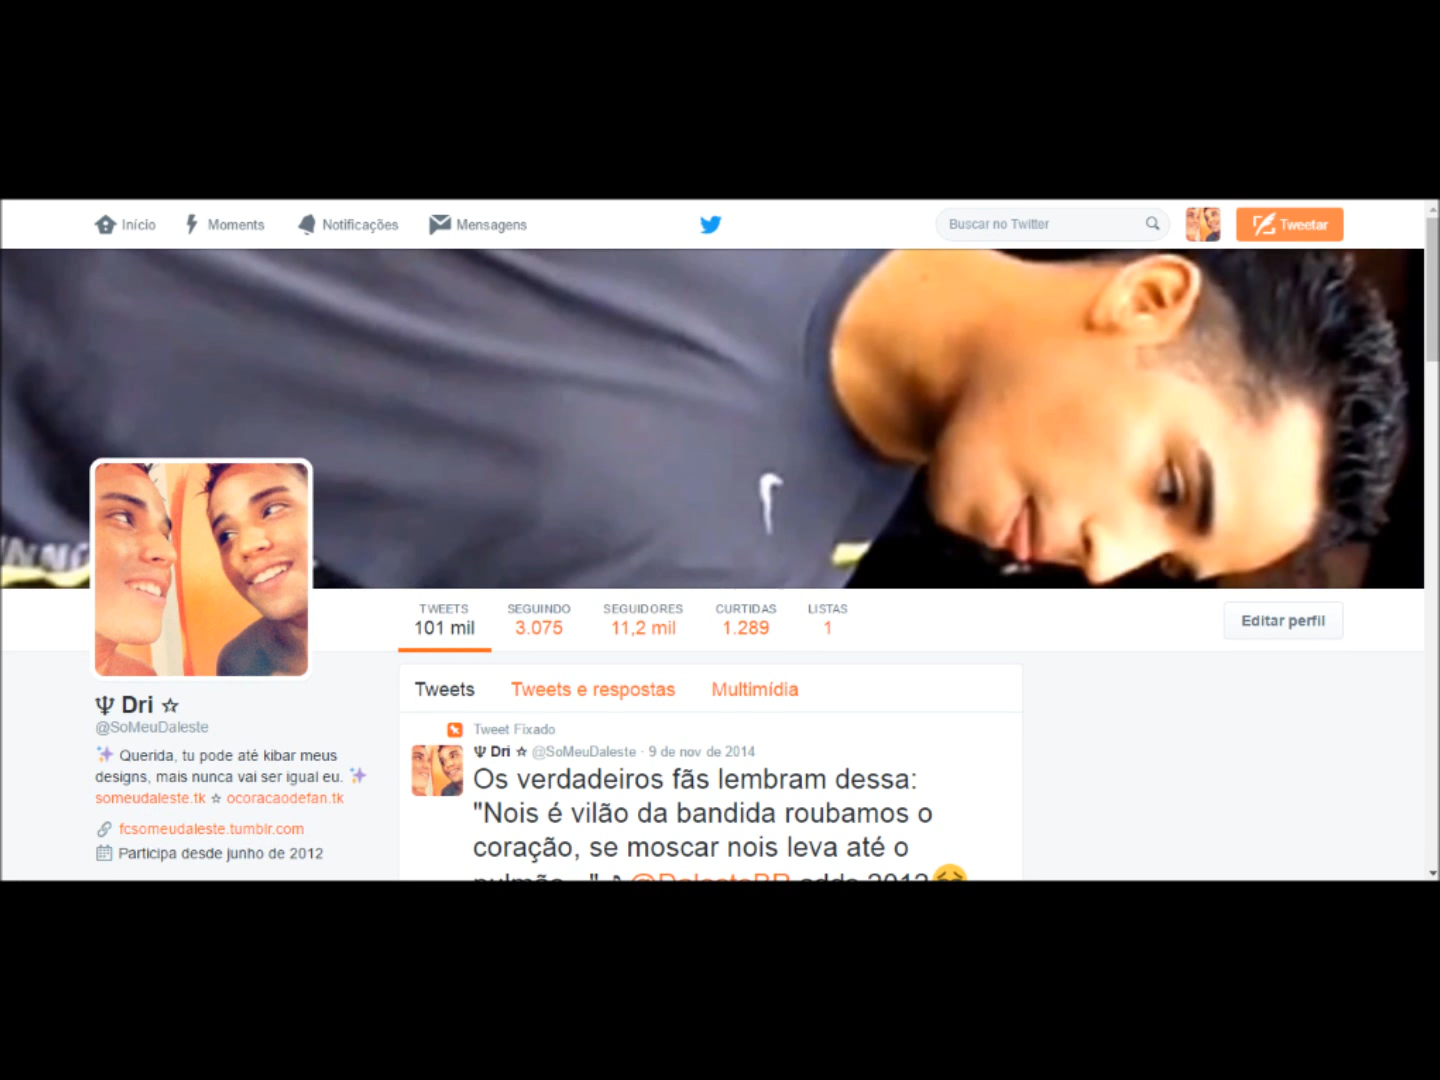 Início Moments Notificações Mensagens Buscar no Twitter Tweetar
TWEETS SEGUINDO SEGUIDORES CURTIDAS LISTAS
101 mil 3.075 11,2 mil 1.289 1
Editar perfil
Tweets Tweets e respostas Multimídia
Ψ Dri ☆
@SoMeuDaleste
✨ Querida, tu pode até kibar meus
designs, mais nunca vai ser igual eu. ✨
someudaleste.tk ☆ ocoracaodefan.tk
fcsomeudaleste.tumblr.com
Participa desde junho de 2012
Tweet Fixado
Ψ Dri ☆ @SoMeuDaleste · 9 de nov de 2014
Os verdadeiros fãs lembram dessa:
"Nois é vilão da bandida roubamos o
coração, se moscar nois leva até o
@DalesteBR 2012